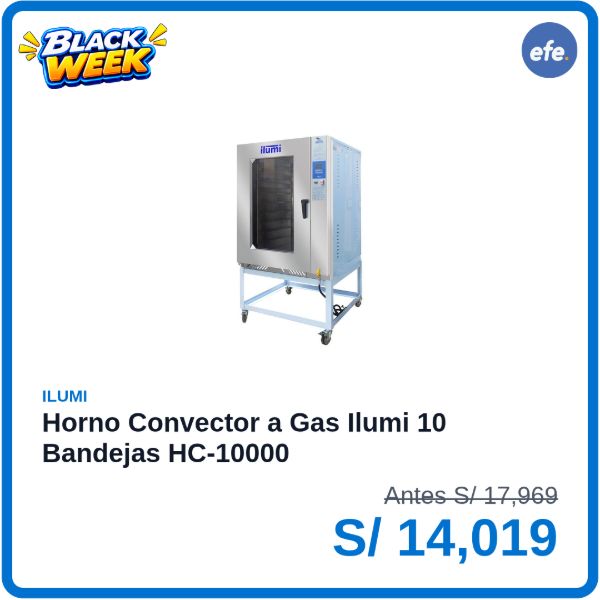 BLACK
WEEK
efe.
ilumi
ILUMI
Horno Convector a Gas Ilumi 10
Bandejas HC-10000
Antes S/ 17,969
S/ 14,019